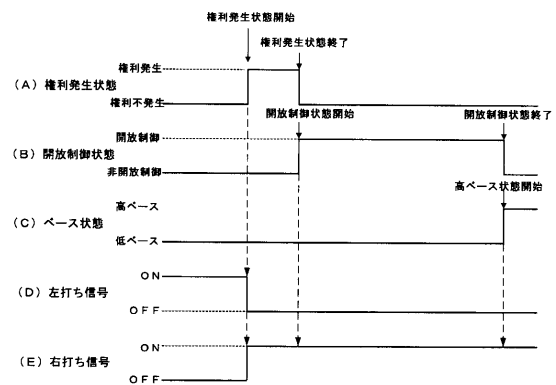 権利発生状態開始
権利発生状態終了
権利発生
(A)権利発生状態
権利不発生
開放制御状態開始
開放制御状態終了
開放制御
(B)開放制御状態
非開放制御
高ベース状態開始
高ベース
(C)ベース状態
低ベース
ON
(D)左打ち信号
OFF
ON
(E)右打ち信号
OFF